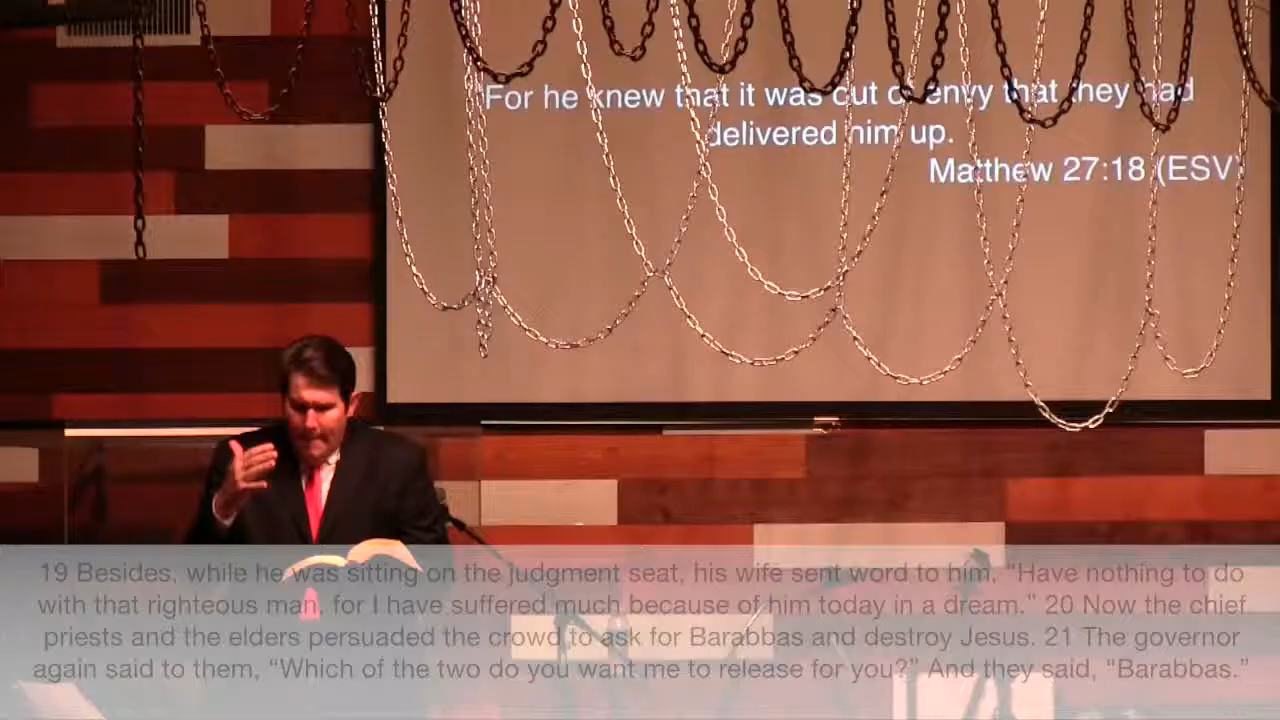 For he knew that it was out of envy that they had
delivered him up.
Matthew 27:18 (ESV)
19 Besides, while he was sitting on the judgment seat, his wife sent word to him, “Have nothing to do
with that righteous man, for I have suffered much because of him today in a dream.” 20 Now the chief
priests and the elders persuaded the crowd to ask for Barabbas and destroy Jesus. 21 The governor
again said to them, “Which of the two do you want me to release for you?” And they said, “Barabbas.”